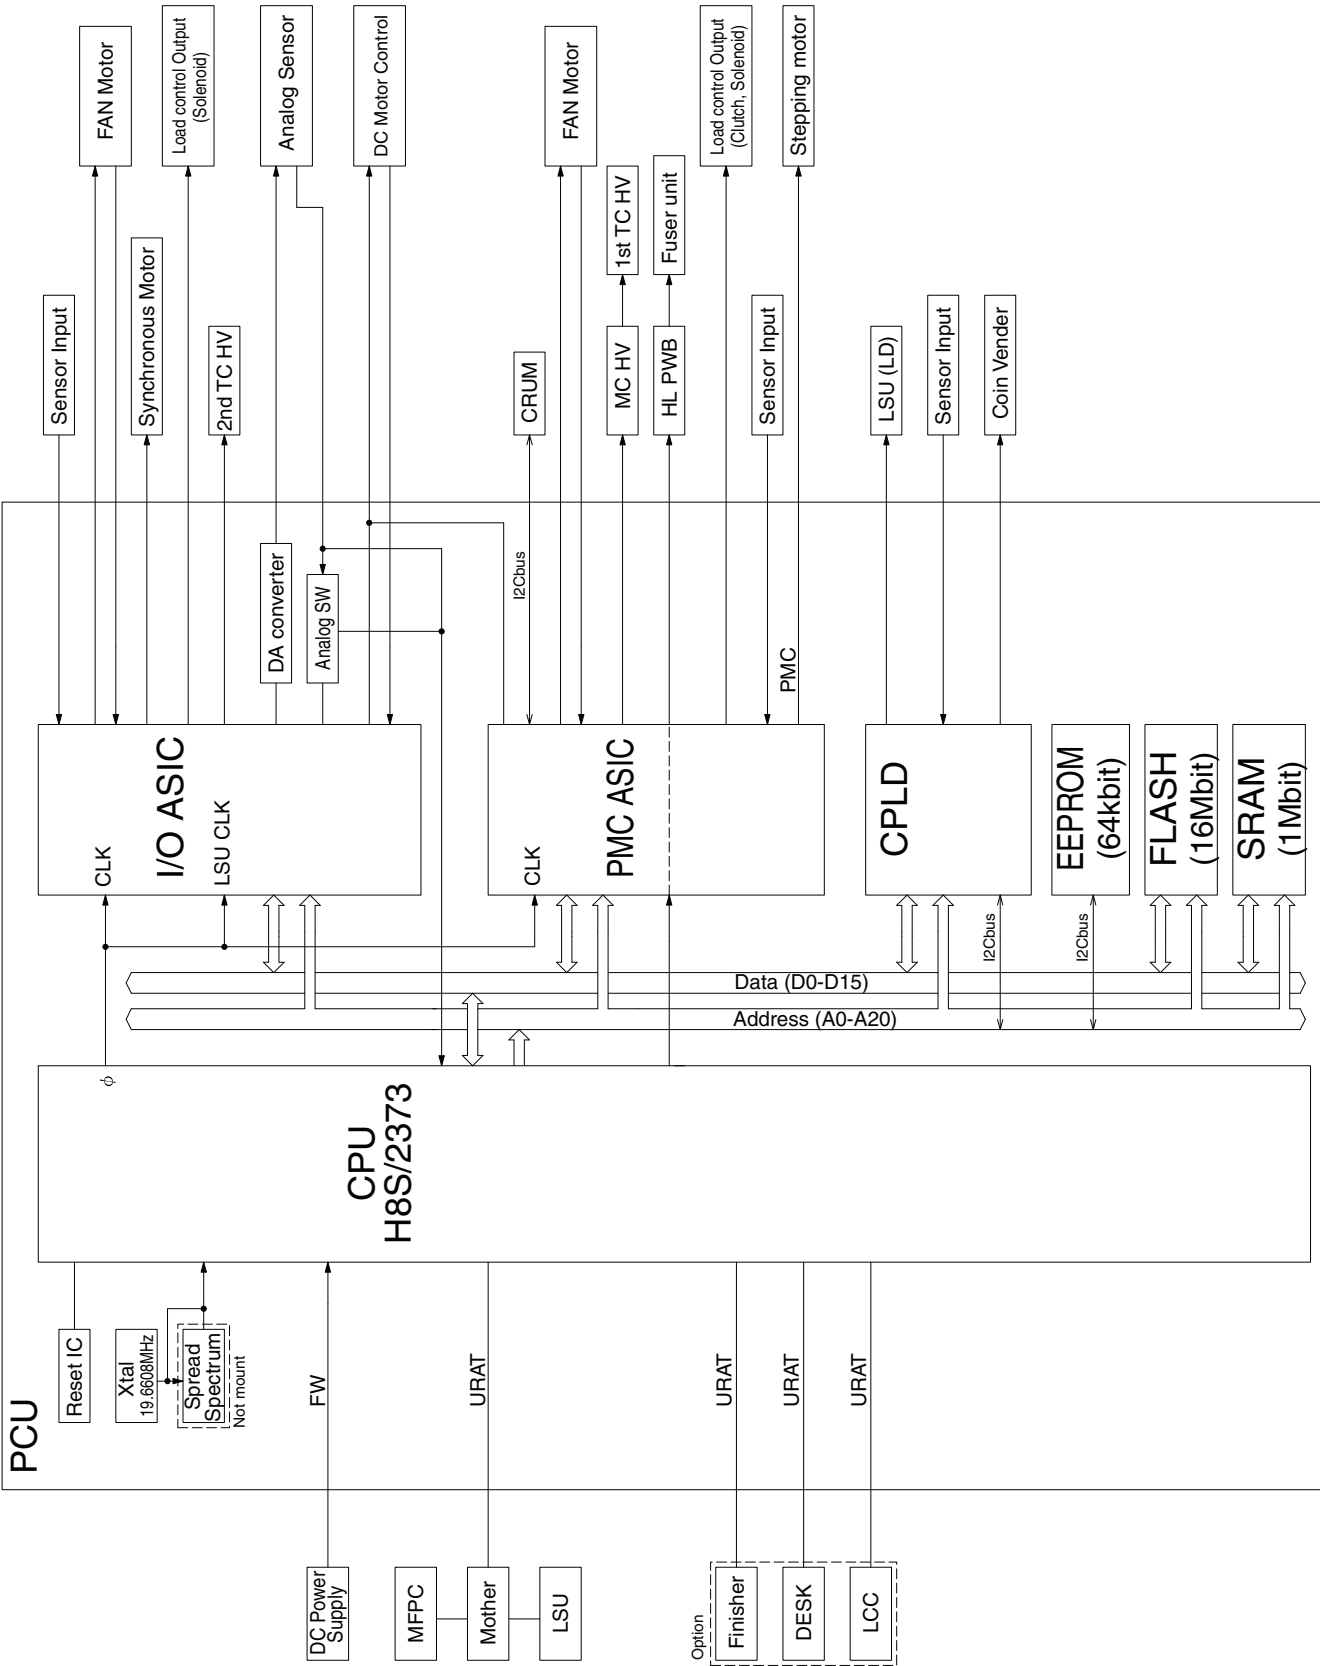 PCU
Reset IC
Xtal
19.6608MHz
Spread
Spectrum
Not mount
DC Power
Supply
FW
MFPC
Mother
LSU
URAT
Option
Finisher
URAT
DESK
URAT
LCC
URAT
CPU
H8S/2373
ϕ
Data (D0-D15)
Address (A0-A20)
CLK
I/O ASIC
LSU CLK
CLK
PMC ASIC
CPLD
I2Cbus
EEPROM
(64kbit)
I2Cbus
FLASH
(16Mbit)
SRAM
(1Mbit)
DA converter
Analog SW
I2Cbus
PMC
Sensor Input
FAN Motor
Synchronous Motor
Load control Output
(Solenoid)
2nd TC HV
Analog Sensor
DC Motor Control
CRUM
FAN Motor
MC HV
1st TC HV
HL PWB
Fuser unit
Load control Output
(Clutch, Solenoid)
Sensor Input
Stepping motor
LSU (LD)
Sensor Input
Coin Vender